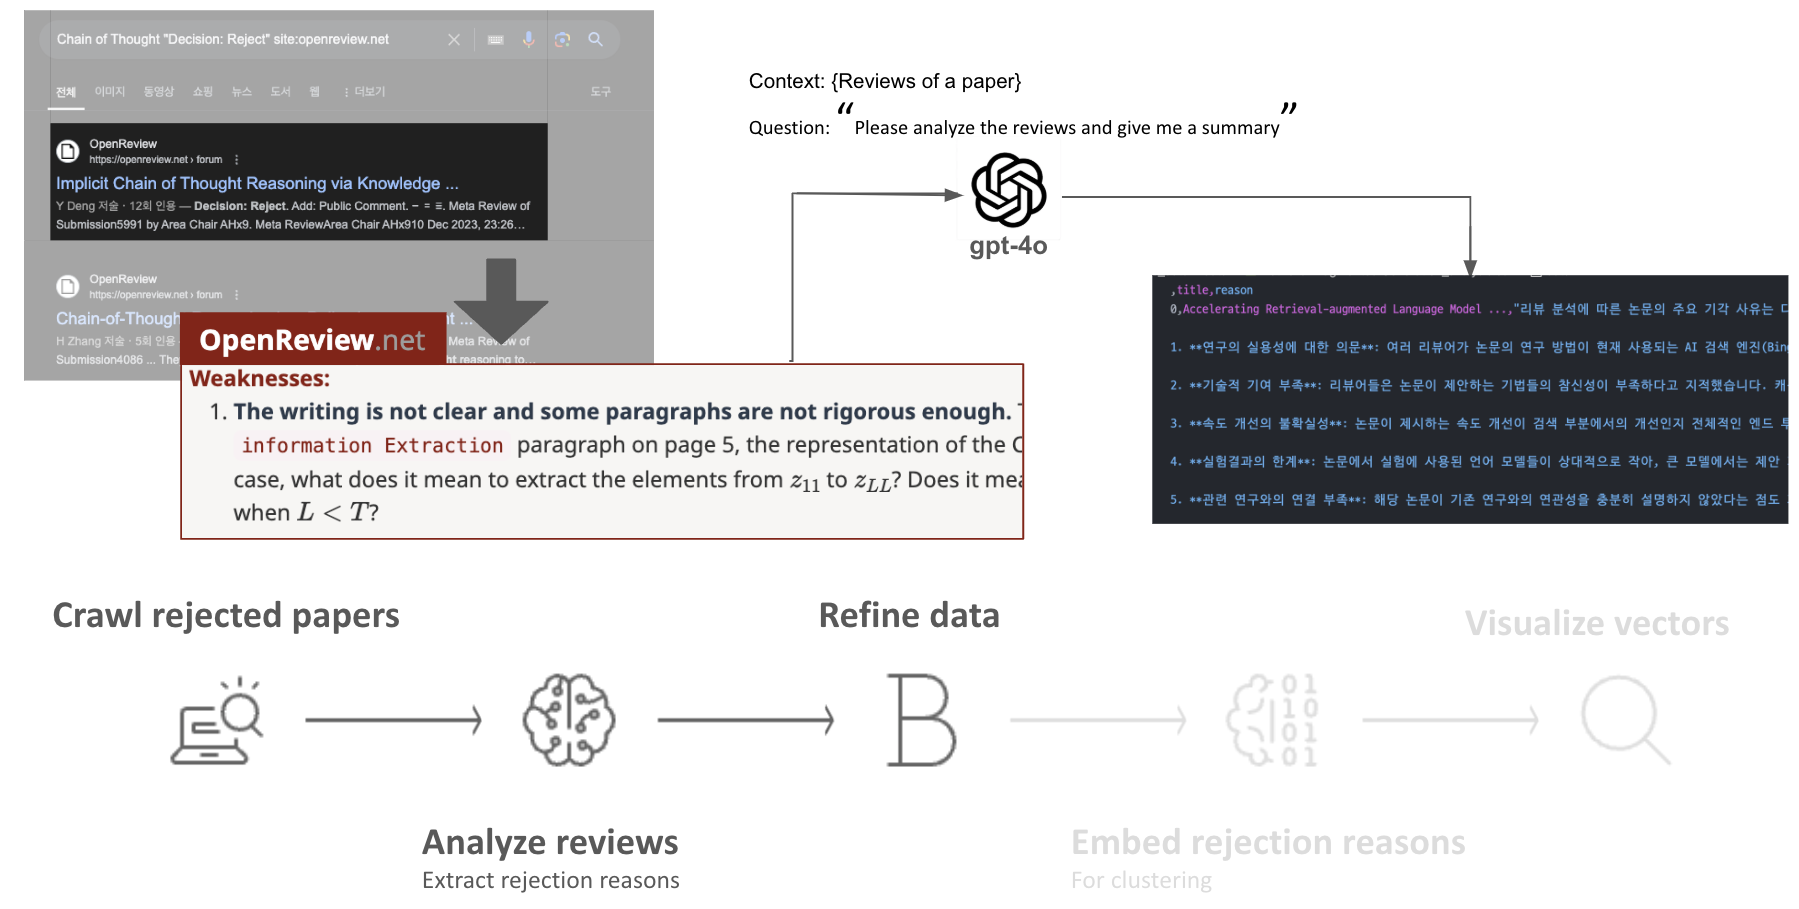 Chain of Thought "Decision: Reject" site:openreview.net
전체 이미지 동영상 쇼핑 뉴스 도서 웹 ⋮ 더보기 도구
OpenReview
https://openreview.net › forum ⋮
Implicit Chain of Thought Reasoning via Knowledge ...
Y Deng 저술 · 12회 인용 — Decision: Reject. Add: Public Comment. − = ≡. Meta Review of
Submission5991 by Area Chair AHx9. Meta ReviewArea Chair AHx910 Dec 2023, 23:26...
OpenReview
https://openreview.net › forum ⋮
Chain-of-Though
nt ...
H Zhang 저술 · 5회 인용
Meta Review of
Submission4086 ... The
ht reasoning to...
OpenReview.net
Weaknesses:
1. The writing is not clear and some paragraphs are not rigorous enough.
information Extraction paragraph on page 5, the representation of the
case, what does it mean to extract the elements from z11 to zLL? Does it mea
when L < T?
Context: {Reviews of a paper}
Question: “Please analyze the reviews and give me a summary”
gpt-4o
,title,reason
0,Accelerating Retrieval-augmented Language Model ...,"리뷰 분석에 따른 논문의 주요 기각 사유는 다
1. **연구의 실용성에 대한 의문**: 여러 리뷰어가 논문의 연구 방법이 현재 사용되는 AI 검색 엔진(Bing
2. **기술적 기여 부족**: 리뷰어들은 논문이 제안하는 기법들의 참신성이 부족하다고 지적했습니다. 캐
3. **속도 개선의 불확실성**: 논문이 제시하는 속도 개선이 검색 부분에서의 개선인지 전체적인 엔드 투
4. **실험결과의 한계**: 논문에서 실험에 사용된 언어 모델들이 상대적으로 작아, 큰 모델에서는 제안
5. **관련 연구와의 연결 부족**: 해당 논문이 기존 연구와의 연관성을 충분히 설명하지 않았다는 점도
Crawl rejected papers
Refine data
Visualize vectors
B
01
10
01
01
Analyze reviews
Extract rejection reasons
Embed rejection reasons
For clustering